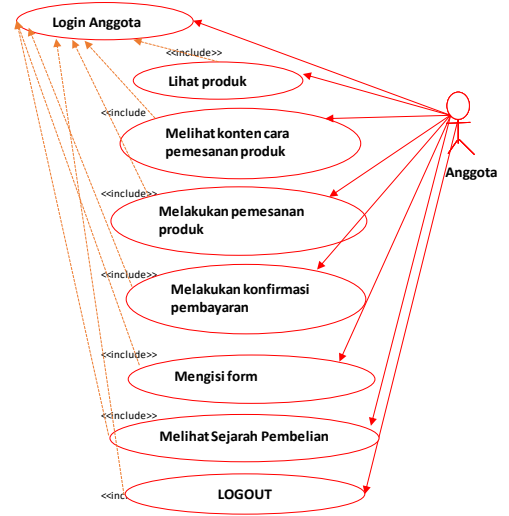 Login Anggota
<<include>>
Lihat produk
<<include
Melihat konten cara
pemesanan produk
Anggota
<<include>>
Melakukan pemesanan
produk
<<include>>
Melakukan konfirmasi
pembayaran
<<include>>
Mengisi form
<<include>>
Melihat Sejarah Pembelian
<<inc
LOGOUT